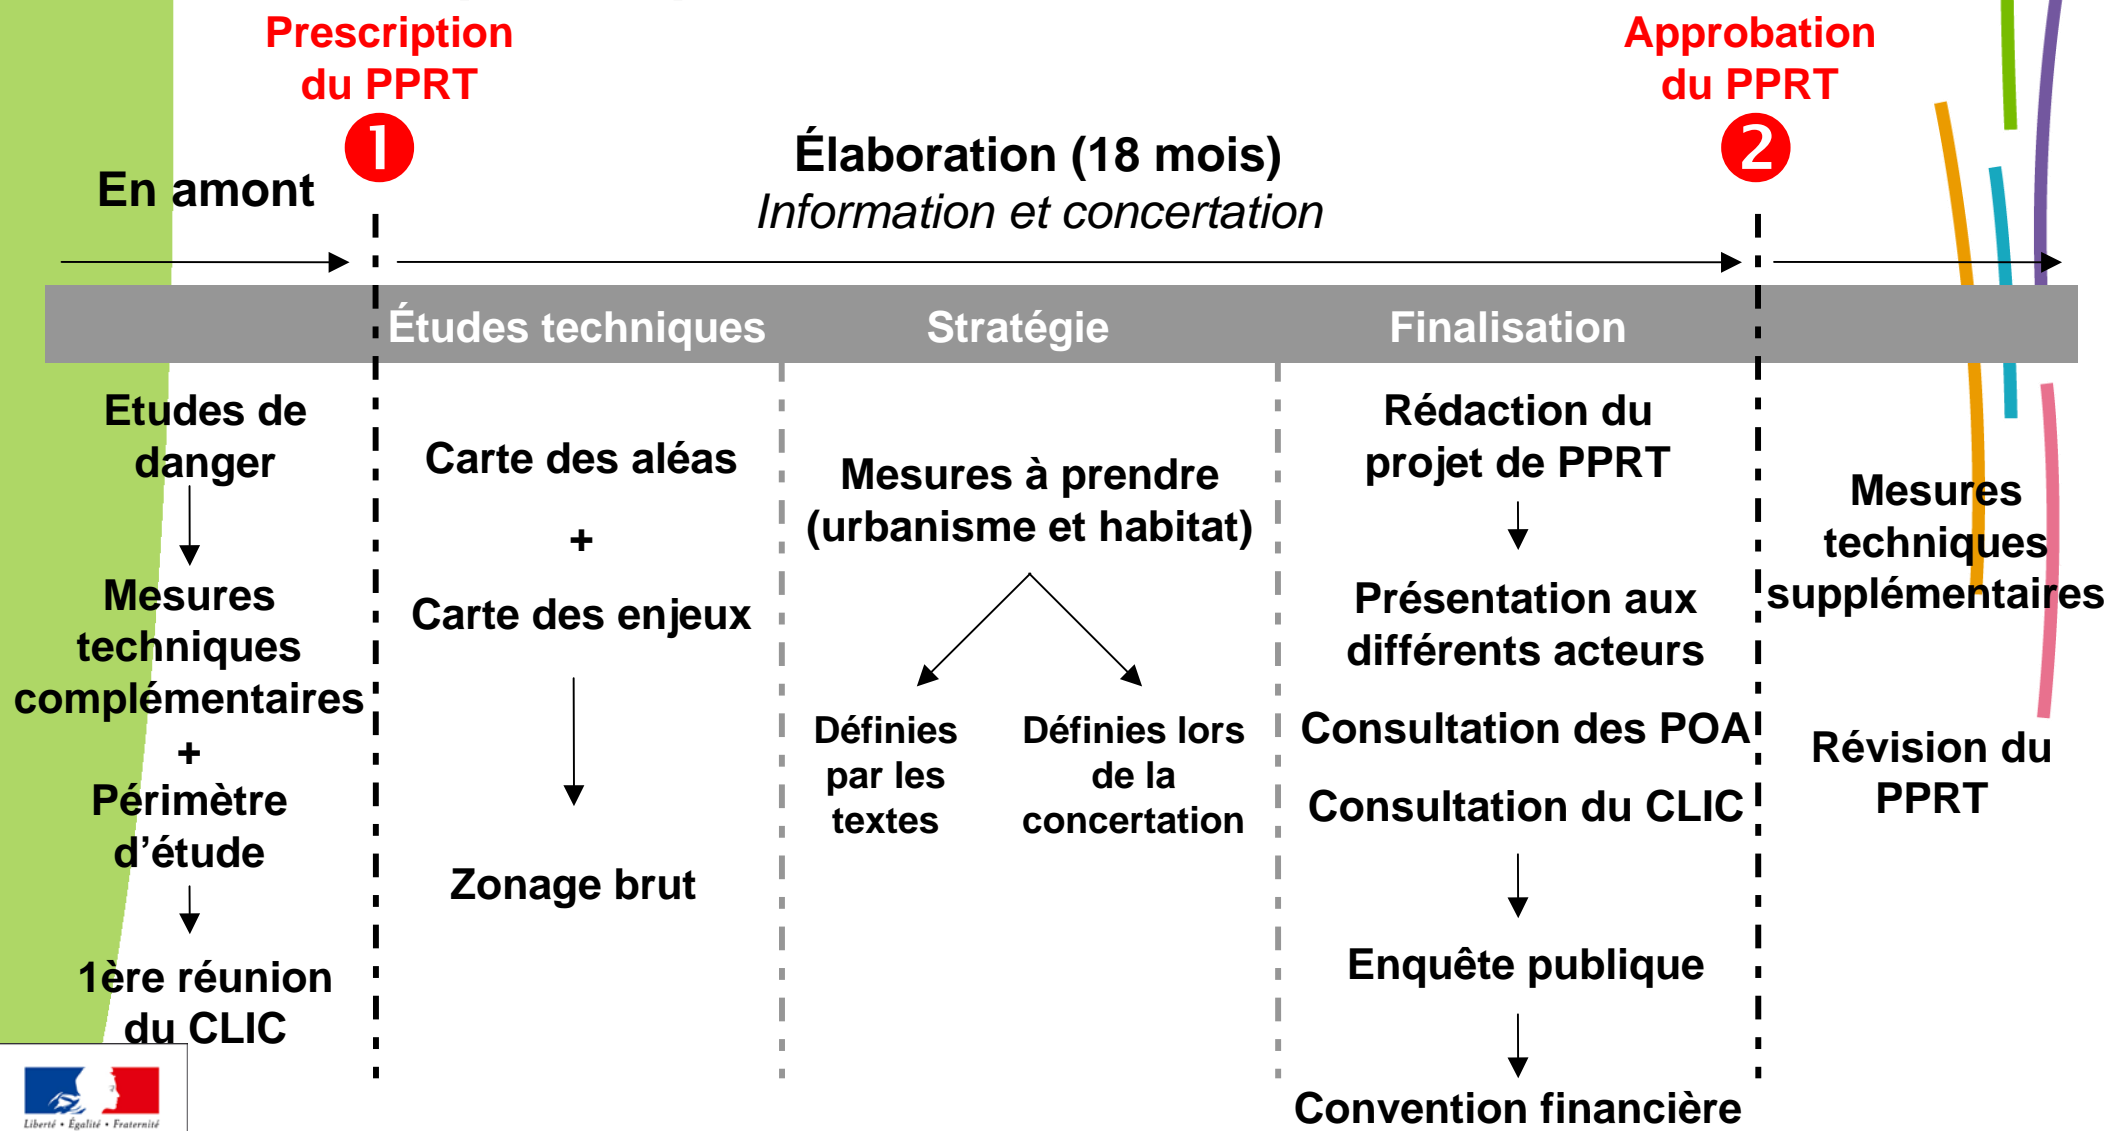 Prescription
du PPRT
1
Approbation
du PPRT
2
En amont
Élaboration (18 mois)
Information et concertation
Études techniques
Stratégie
Finalisation
Etudes de
danger
Mesures
techniques
complémentaires
+
Périmètre
d’étude
1ère réunion
du CLIC
Carte des aléas
+
Carte des enjeux
Zonage brut
Mesures à prendre
(urbanisme et habitat)
Définies
par les
textes
Définies lors
de la
concertation
Rédaction du
projet de PPRT
Présentation aux
différents acteurs
Consultation des POA
Consultation du CLIC
Enquête publique
Convention financière
Mesures
techniques
supplémentaires
Révision du
PPRT
Liberté • Égalité • Fraternité